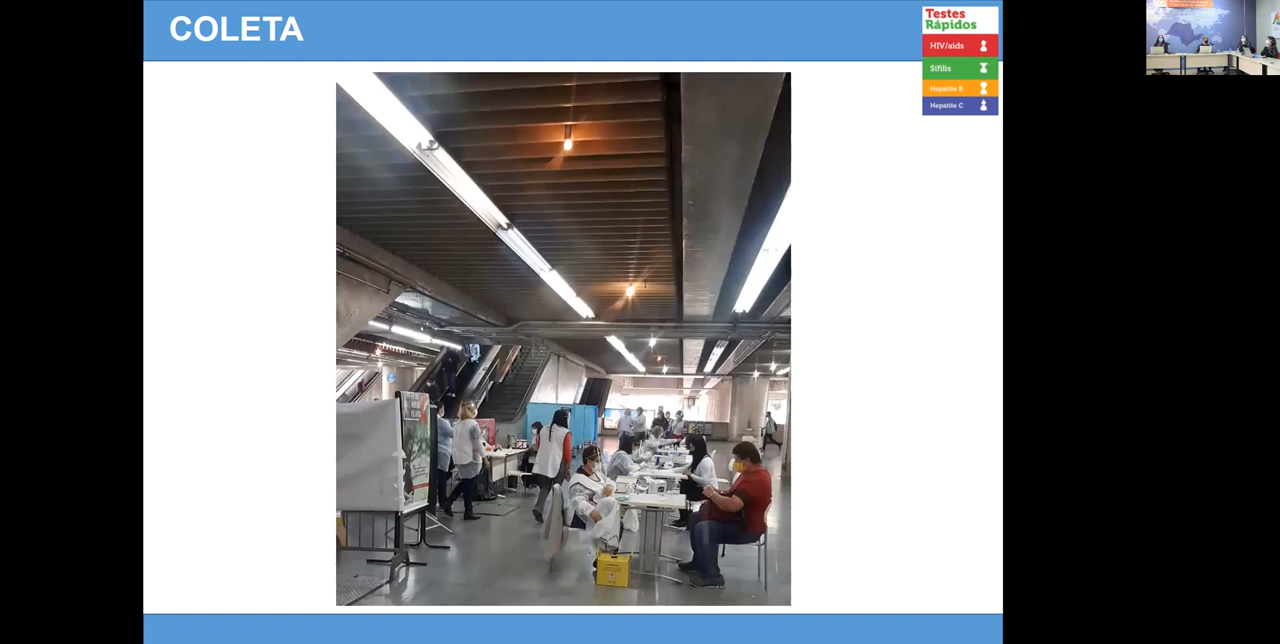 COLETA
Testes
Rápidos
HIV/aids
Sífilis
Hepatite B
Hepatite C